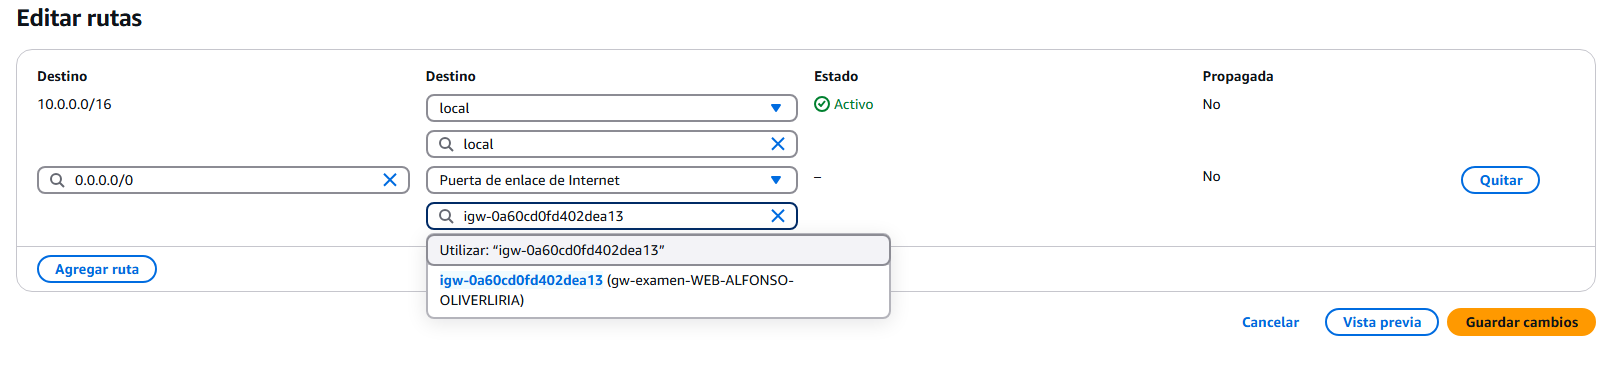 Editar rutas
Destino
Destino
Estado
Propagada
10.0.0.0/16
local
Activo
No
local
0.0.0.0/0
Puerta de enlace de Internet
–
No
Quitar
igw-0a60cd0fd402dea13
Utilizar: “igw-0a60cd0fd402dea13”
igw-0a60cd0fd402dea13 (gw-examen-WEB-ALFONSO-
OLIVERLIRIA)
Agregar ruta
Cancelar
Vista previa
Guardar cambios